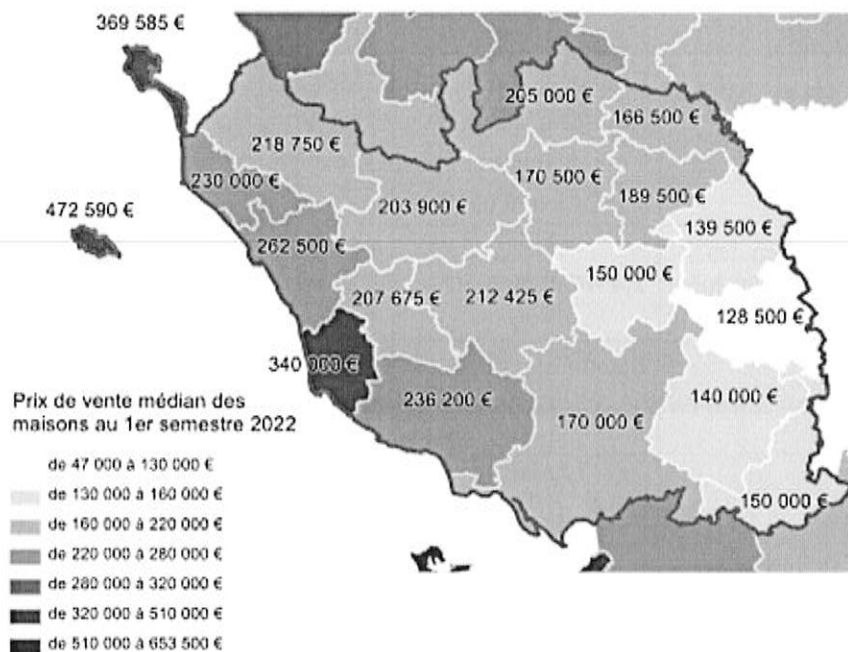 369 585 €
205 000 €
166 500 €
218 750 €
170 500 €
230 000 €
189 500 €
203 900 €
472 590 €
139 500 €
262 500 €
150 000 €
207 675 €
212 425 €
128 500 €
340 000 €
236 200 €
140 000 €
170 000 €
150 000 €
Prix de vente médian des
maisons au 1er semestre 2022
de 47 000 à 130 000 €
de 130 000 à 160 000 €
de 160 000 à 220 000 €
de 220 000 à 280 000 €
de 280 000 à 320 000 €
de 320 000 à 510 000 €
de 510 000 à 653 500 €